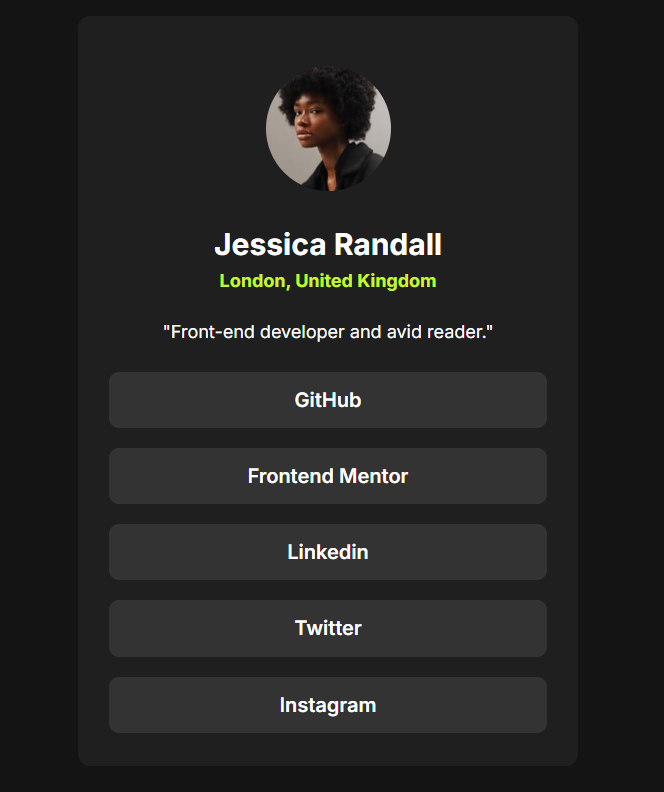 Jessica Randall
London, United Kingdom
"Front-end developer and avid reader."
GitHub
Frontend Mentor
Linkedin
Twitter
Instagram